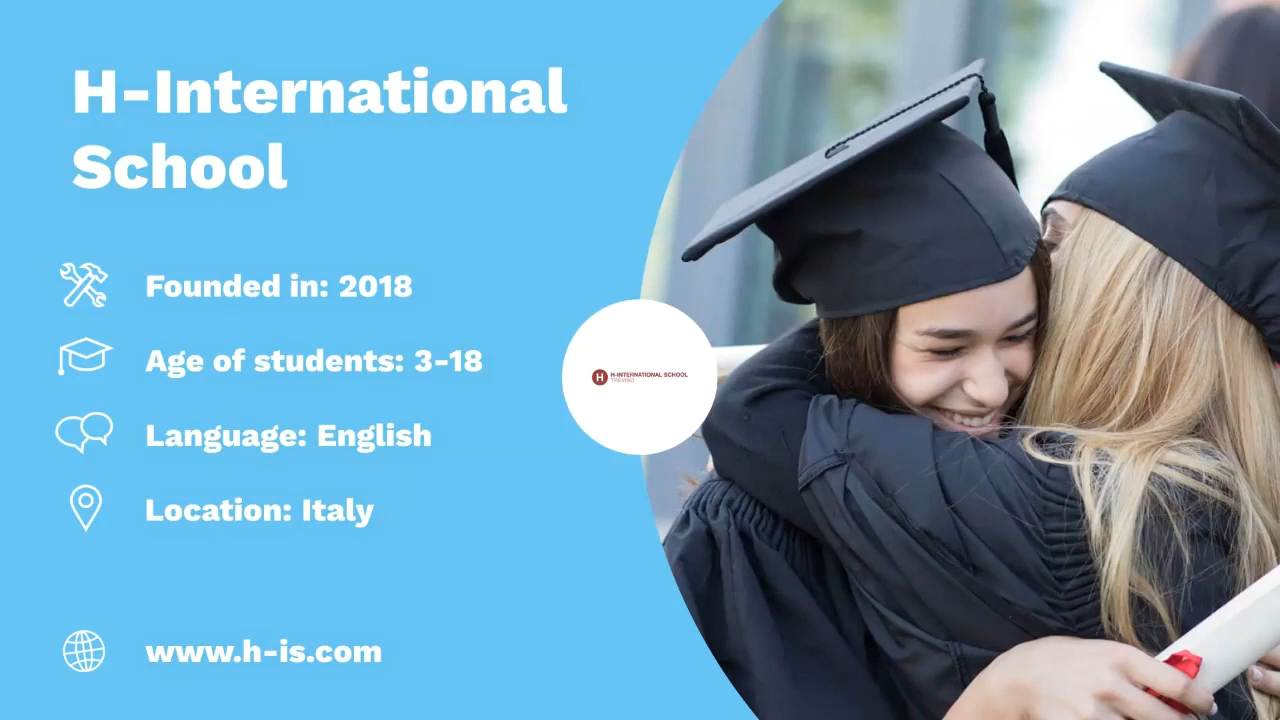 H-International
School
Founded in: 2018
Age of students: 3-18
Language: English
Location: Italy
www.h-is.com
H
H-INTERNATIONAL SCHOOL
TREVISO